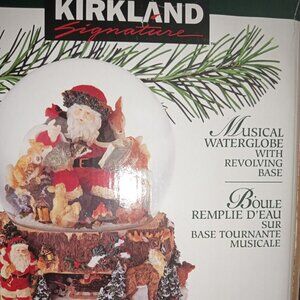 KIRKLAND
Signature
MUSICAL
WATERGLOBE
WITH
REVOLVING
BASE
BOULE
REMPLIE D'EAU
SUR
BASE TOURNANTE
MUSICALE